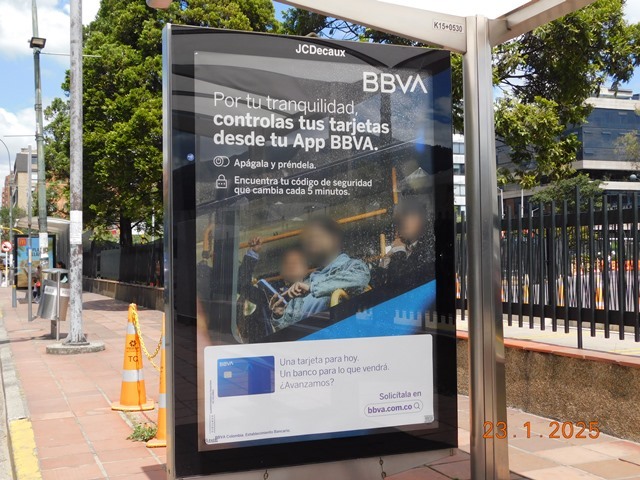 K15+0530
JCDecaux
BBVA
Por tu tranquilidad,
controlas tus tarjetas
desde tu App BBVA.
Apágala y préndela.
Encuentra tu código de seguridad
que cambia cada 5 minutos.
BBVA
Una tarjeta para hoy.
Un banco para lo que vendrá.
¿Avanzamos?
Solicítala en
bbva.com.co
BBVA Colombia. Establecimiento Bancario.
TC
23.1.2025